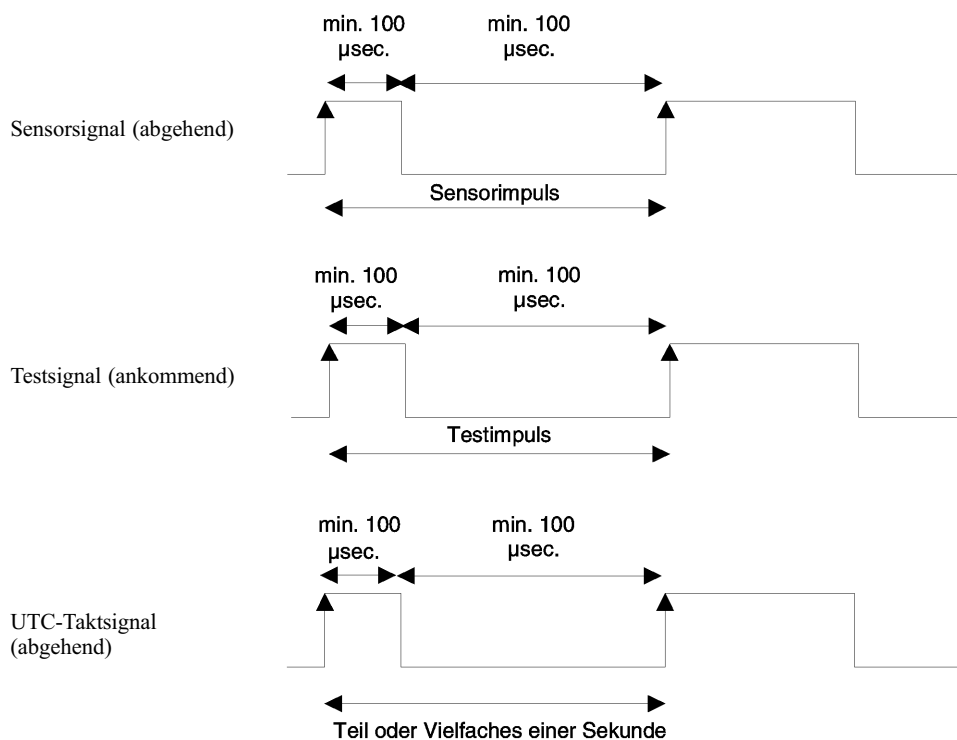 min. 100
µsec.
min. 100
µsec.
Sensorsignal (abgehend)
Sensorimpuls
min. 100
µsec.
min. 100
µsec.
Testsignal (ankommend)
Testimpuls
min. 100
µsec.
min. 100
µsec.
UTC-Taktsignal
(abgehend)
Teil oder Vielfaches einer Sekunde